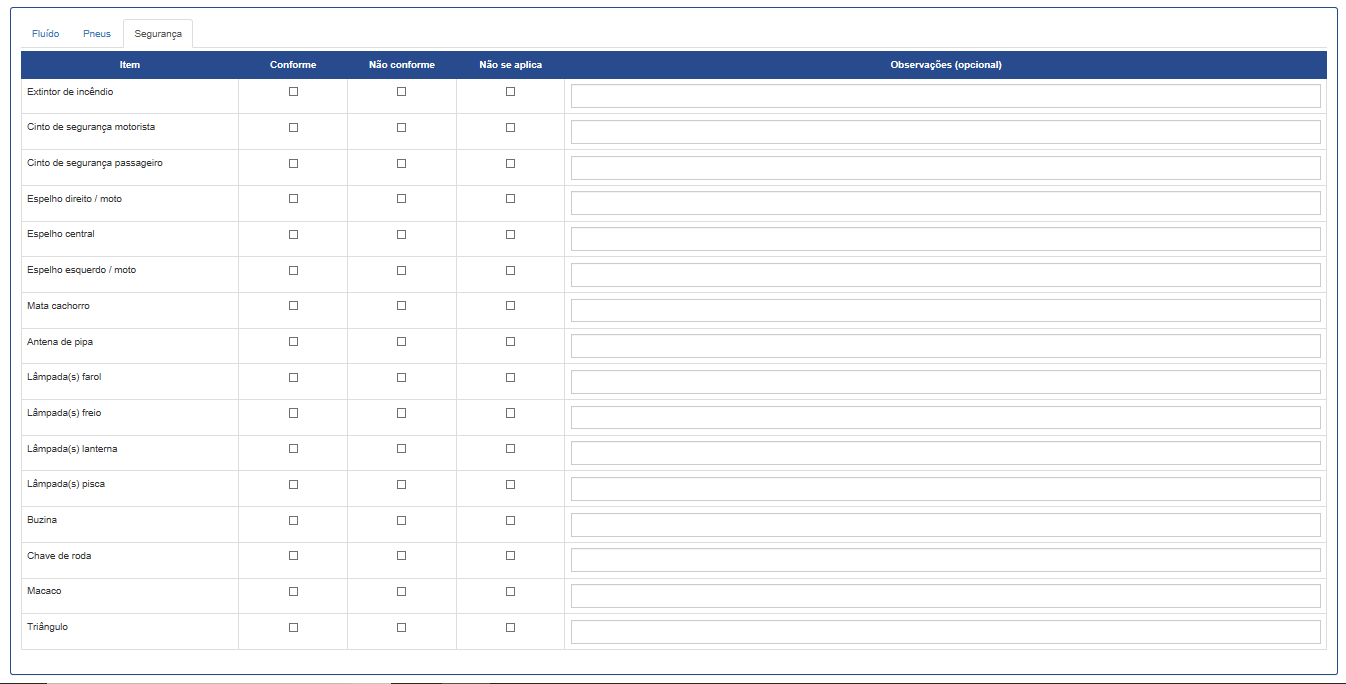 Fluído Pneus Segurança
Item Conforme Não conforme Não se aplica Observações (opcional)
Extintor de incêndio
Cinto de segurança motorista
Cinto de segurança passageiro
Espelho direito / moto
Espelho central
Espelho esquerdo / moto
Mata cachorro
Antena de pipa
Lâmpada(s) farol
Lâmpada(s) freio
Lâmpada(s) lanterna
Lâmpada(s) pisca
Buzina
Chave de roda
Macaco
Triângulo